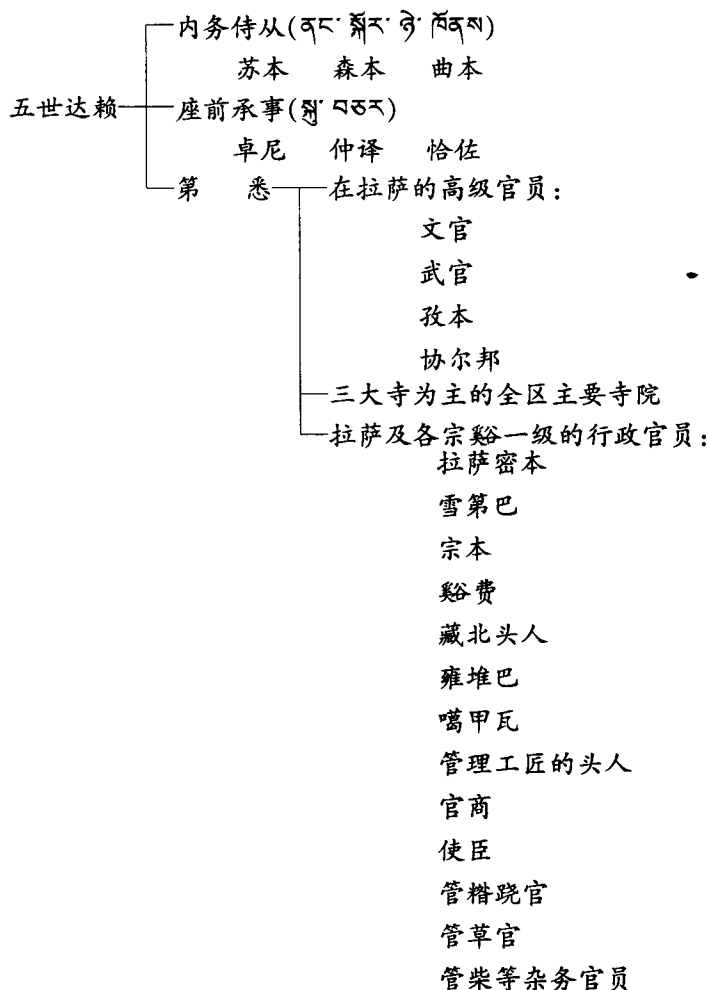 内务侍从(ནང་ སྐོར་ ཉེ་ ཁོནས)
苏本 森本 曲本
五世达赖 座前承事(སྐུ་ བཅར)
卓尼 仲译 恰佐
第 悉 在拉萨的高级官员：
文官
武官
孜本
协尔邦
三大寺为主的全区主要寺院
拉萨及各宗谿一级的行政官员：
拉萨密本
雪第巴
宗本
谿费
藏北头人
雍堆巴
噶甲瓦
管理工匠的头人
官商
使臣
管糌跷官
管草官
管柴等杂务官员